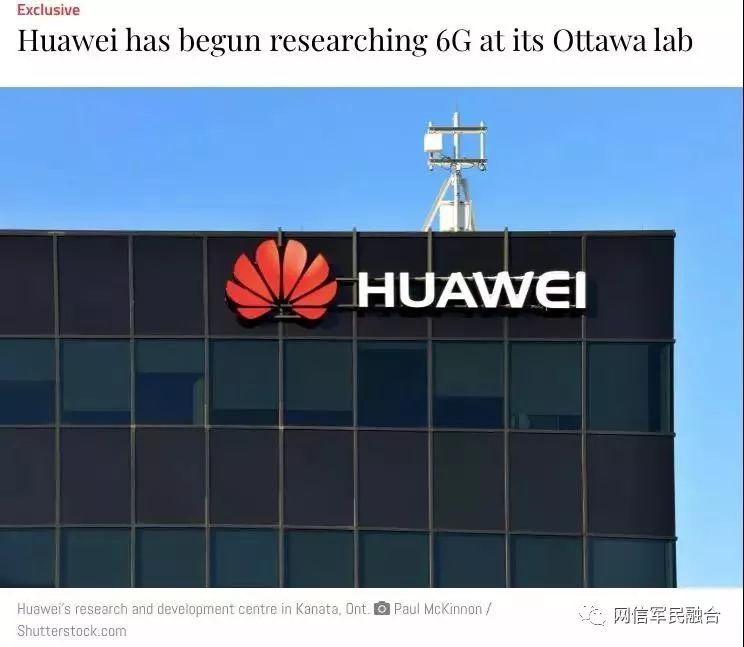 Exclusive
Huawei has begun researching 6G at its Ottawa lab
HUAWEI
Huawei's research and development centre in Kanata, Ont. Paul McKinnon /
Shutterstock.com
网信军民融合